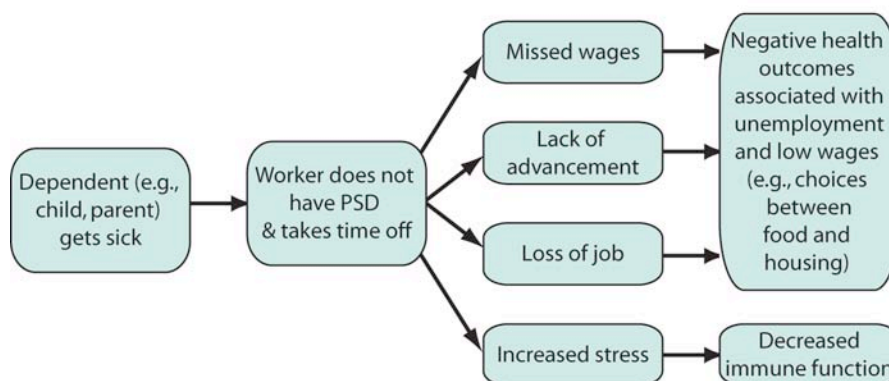 Dependent (e.g.,
child, parent)
gets sick
Worker does not
have PSD
& takes time off
Missed wages
Lack of
advancement
Loss of job
Increased stress
Negative health
outcomes
associated with
unemployment
and low wages
(e.g., choices
between
food and
housing)
Decreased
immune function